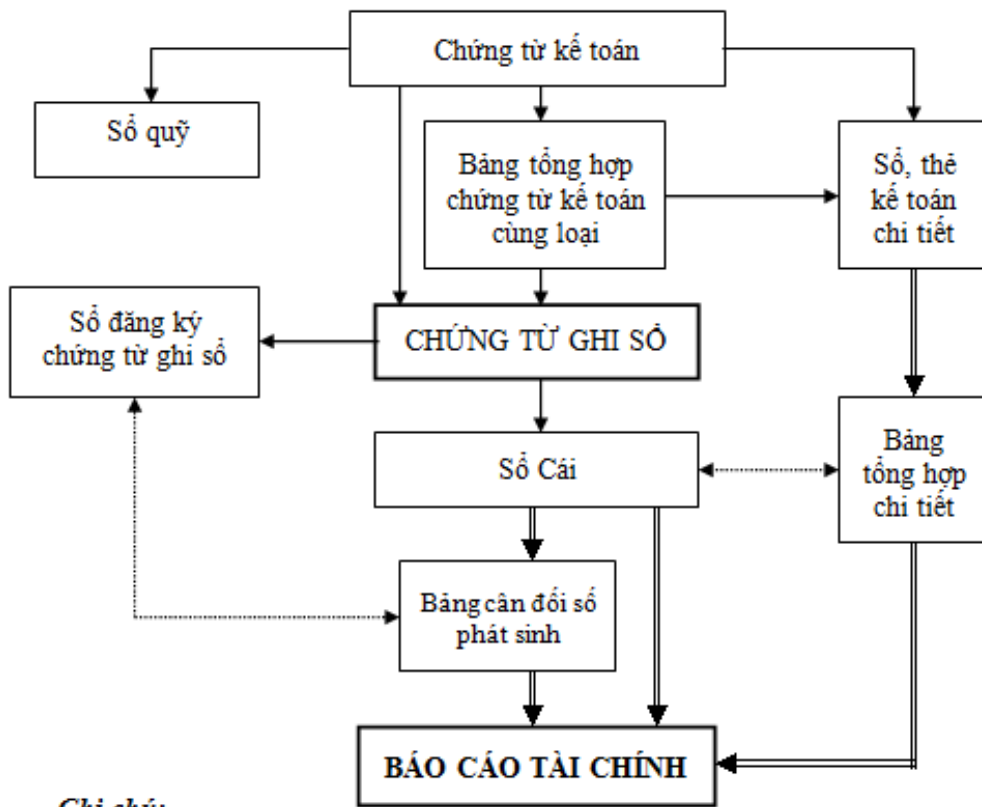 Chứng từ kế toán
Sổ quỹ
Bảng tổng hợp
chứng từ kế toán
cùng loại
Sổ, thẻ
kế toán
chi tiết
Sổ đăng ký
chứng từ ghi sổ
CHỨNG TỪ GHI SỔ
Sổ Cái
Bảng
tổng hợp
chi tiết
Bảng cân đối số
phát sinh
BÁO CÁO TÀI CHÍNH
Ghi chú: